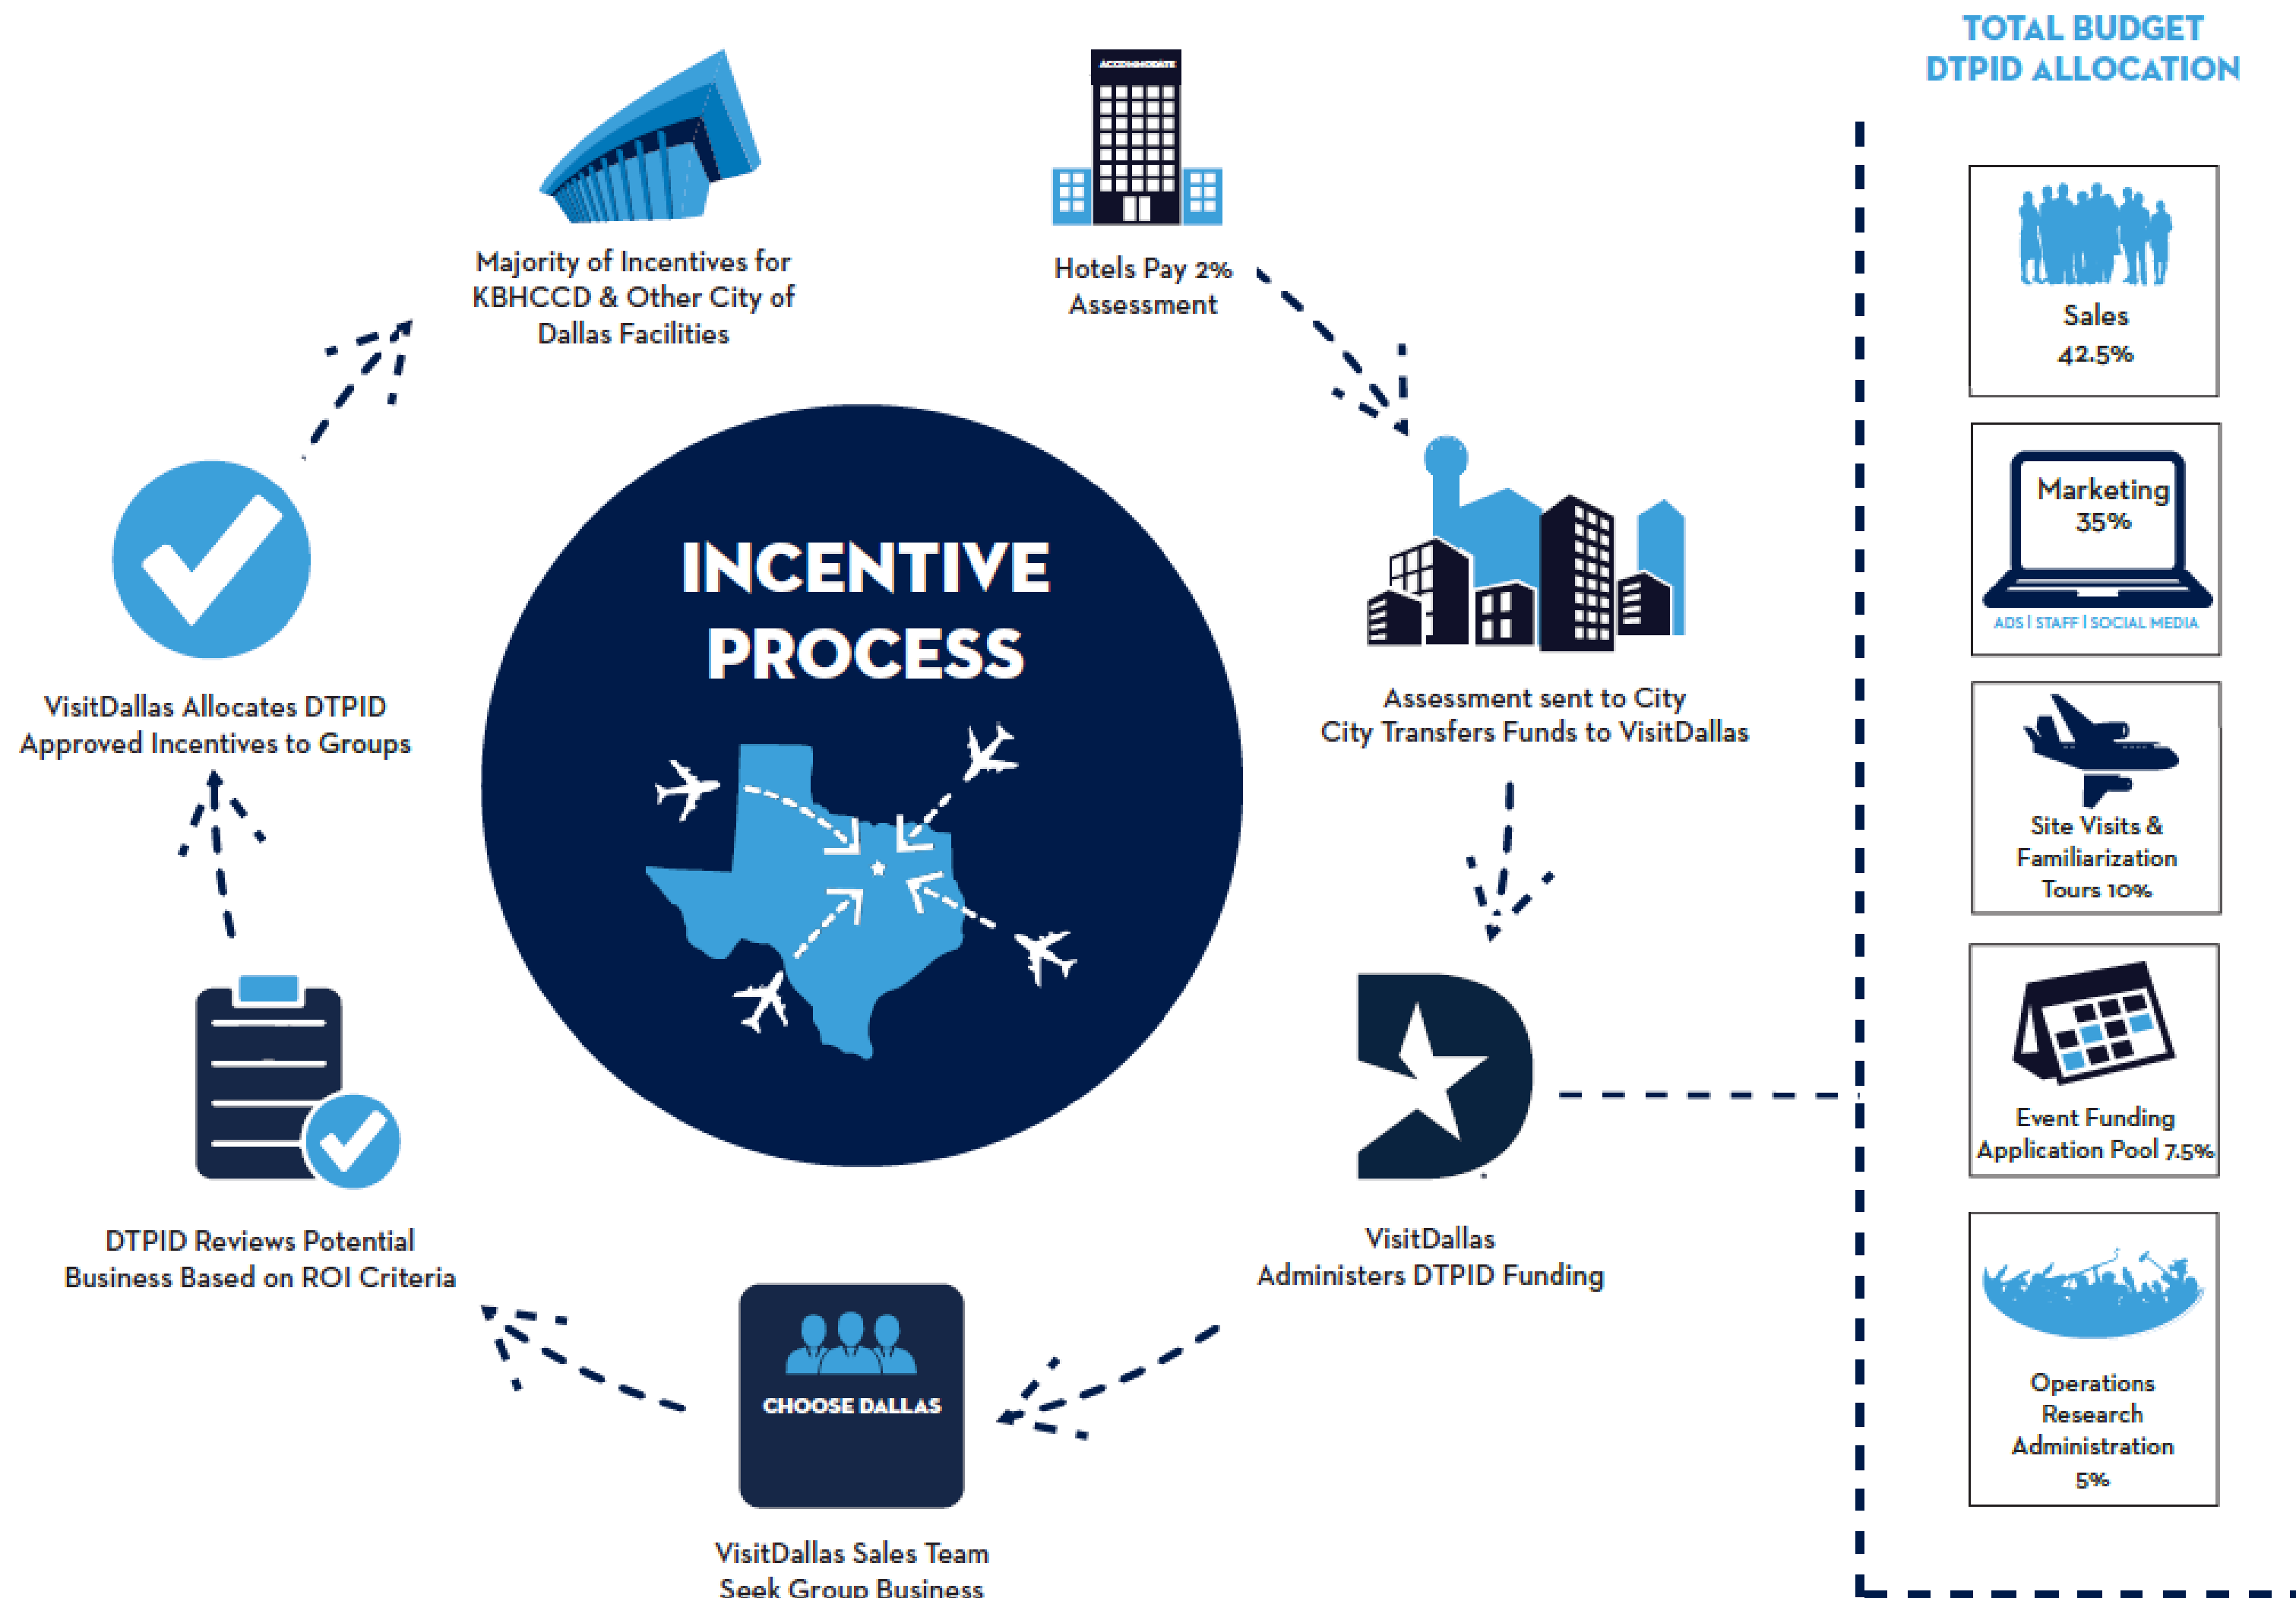 TOTAL BUDGET
DTPID ALLOCATION
ACCOMMODATE
Majority of Incentives for
KBHCCD & Other City of
Dallas Facilities
Hotels Pay 2%
Assessment
Sales
42.5%
Marketing
35%
ADS | STAFF | SOCIAL MEDIA
INCENTIVE
PROCESS
VisitDallas Allocates DTPID
Approved Incentives to Groups
Assessment sent to City
City Transfers Funds to VisitDallas
Site Visits &
Familiarization
Tours 10%
Event Funding
Application Pool 7.5%
DTPID Reviews Potential
Business Based on ROI Criteria
VisitDallas
Administers DTPID Funding
CHOOSE DALLAS
VisitDallas Sales Team
Seek Group Business
Operations
Research
Administration
5%